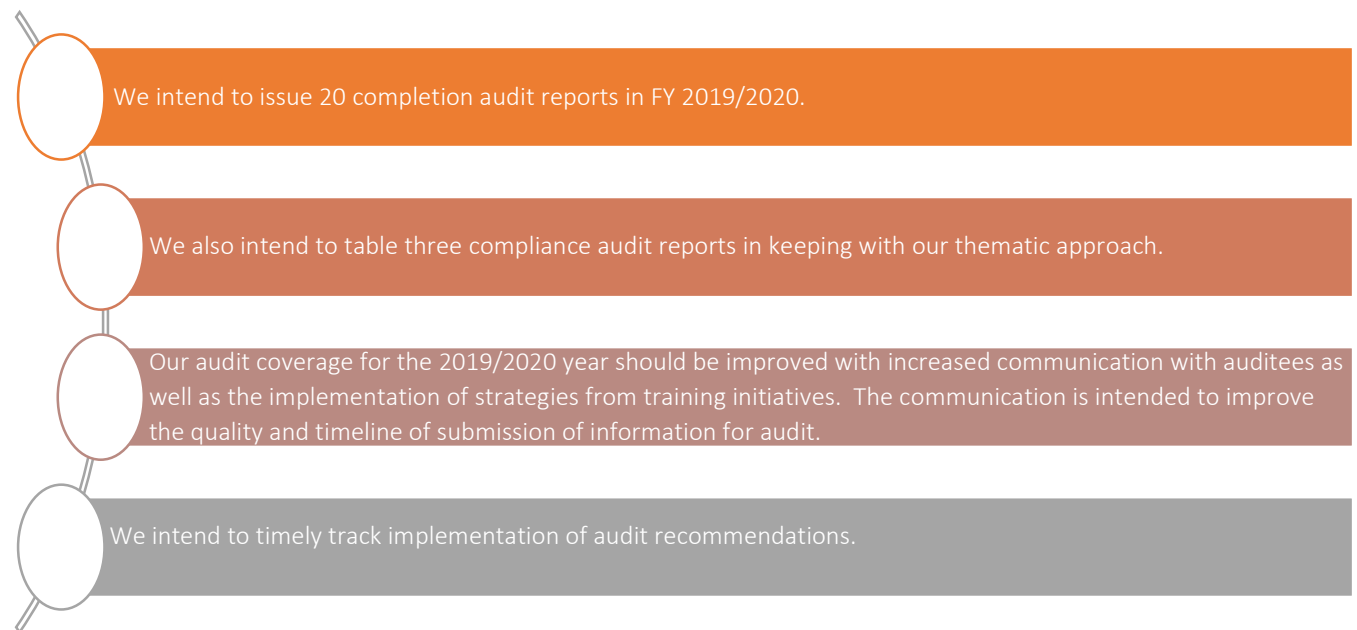 We intend to issue 20 completion audit reports in FY 2019/2020.
We also intend to table three compliance audit reports in keeping with our thematic approach.
Our audit coverage for the 2019/2020 year should be improved with increased communication with auditees as
well as the implementation of strategies from training initiatives.  The communication is intended to improve
the quality and timeline of submission of information for audit.
We intend to timely track implementation of audit recommendations.